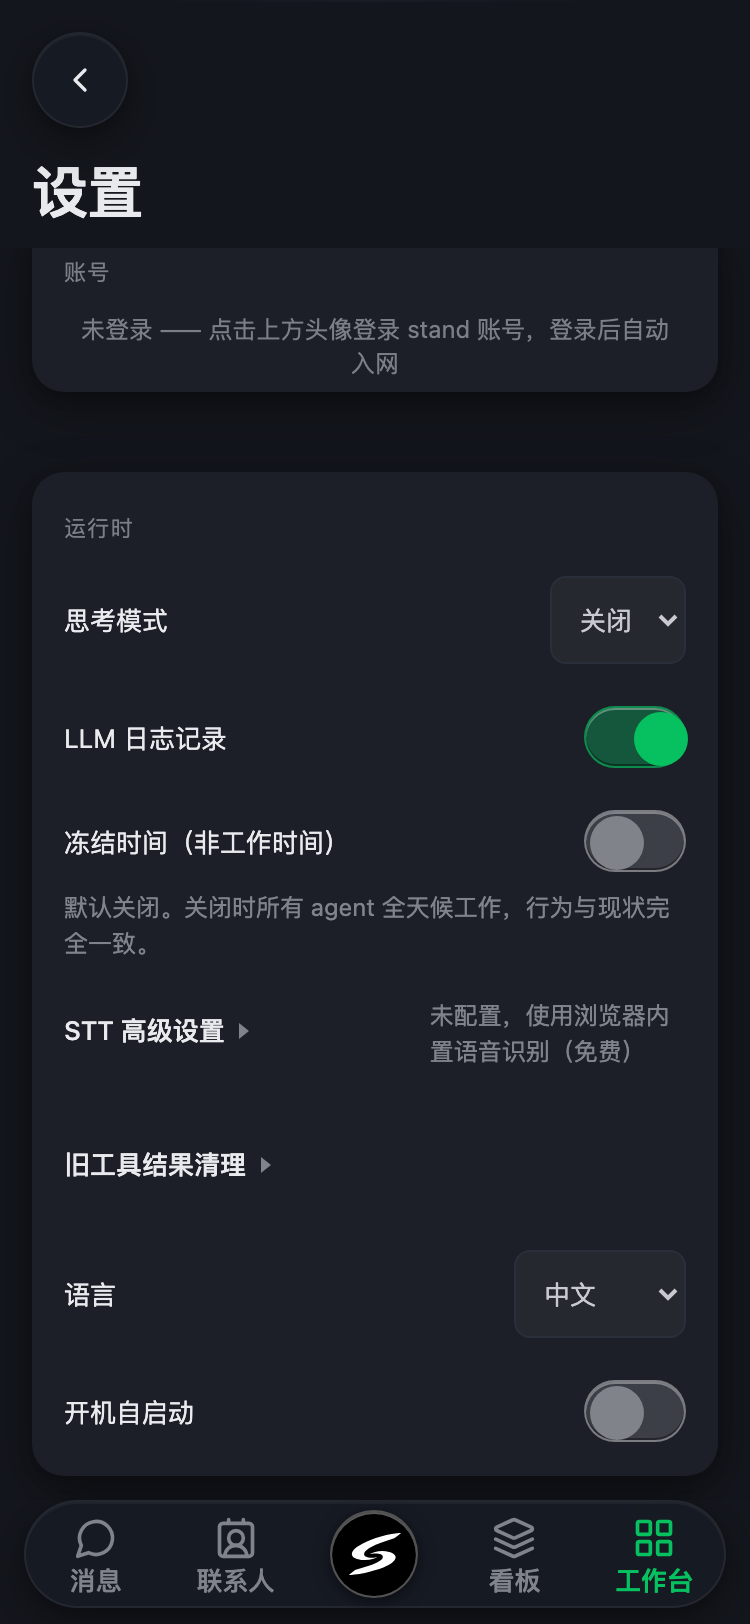 设置
账号
未登录 —— 点击上方头像登录 stand 账号，登录后自动
入网
运行时
思考模式
关闭
LLM 日志记录
冻结时间（非工作时间）
默认关闭。关闭时所有 agent 全天候工作，行为与现状完
全一致。
STT 高级设置
未配置，使用浏览器内
置语音识别（免费）
旧工具结果清理
语言
中文
开机自启动
消息
联系人
看板
工作台